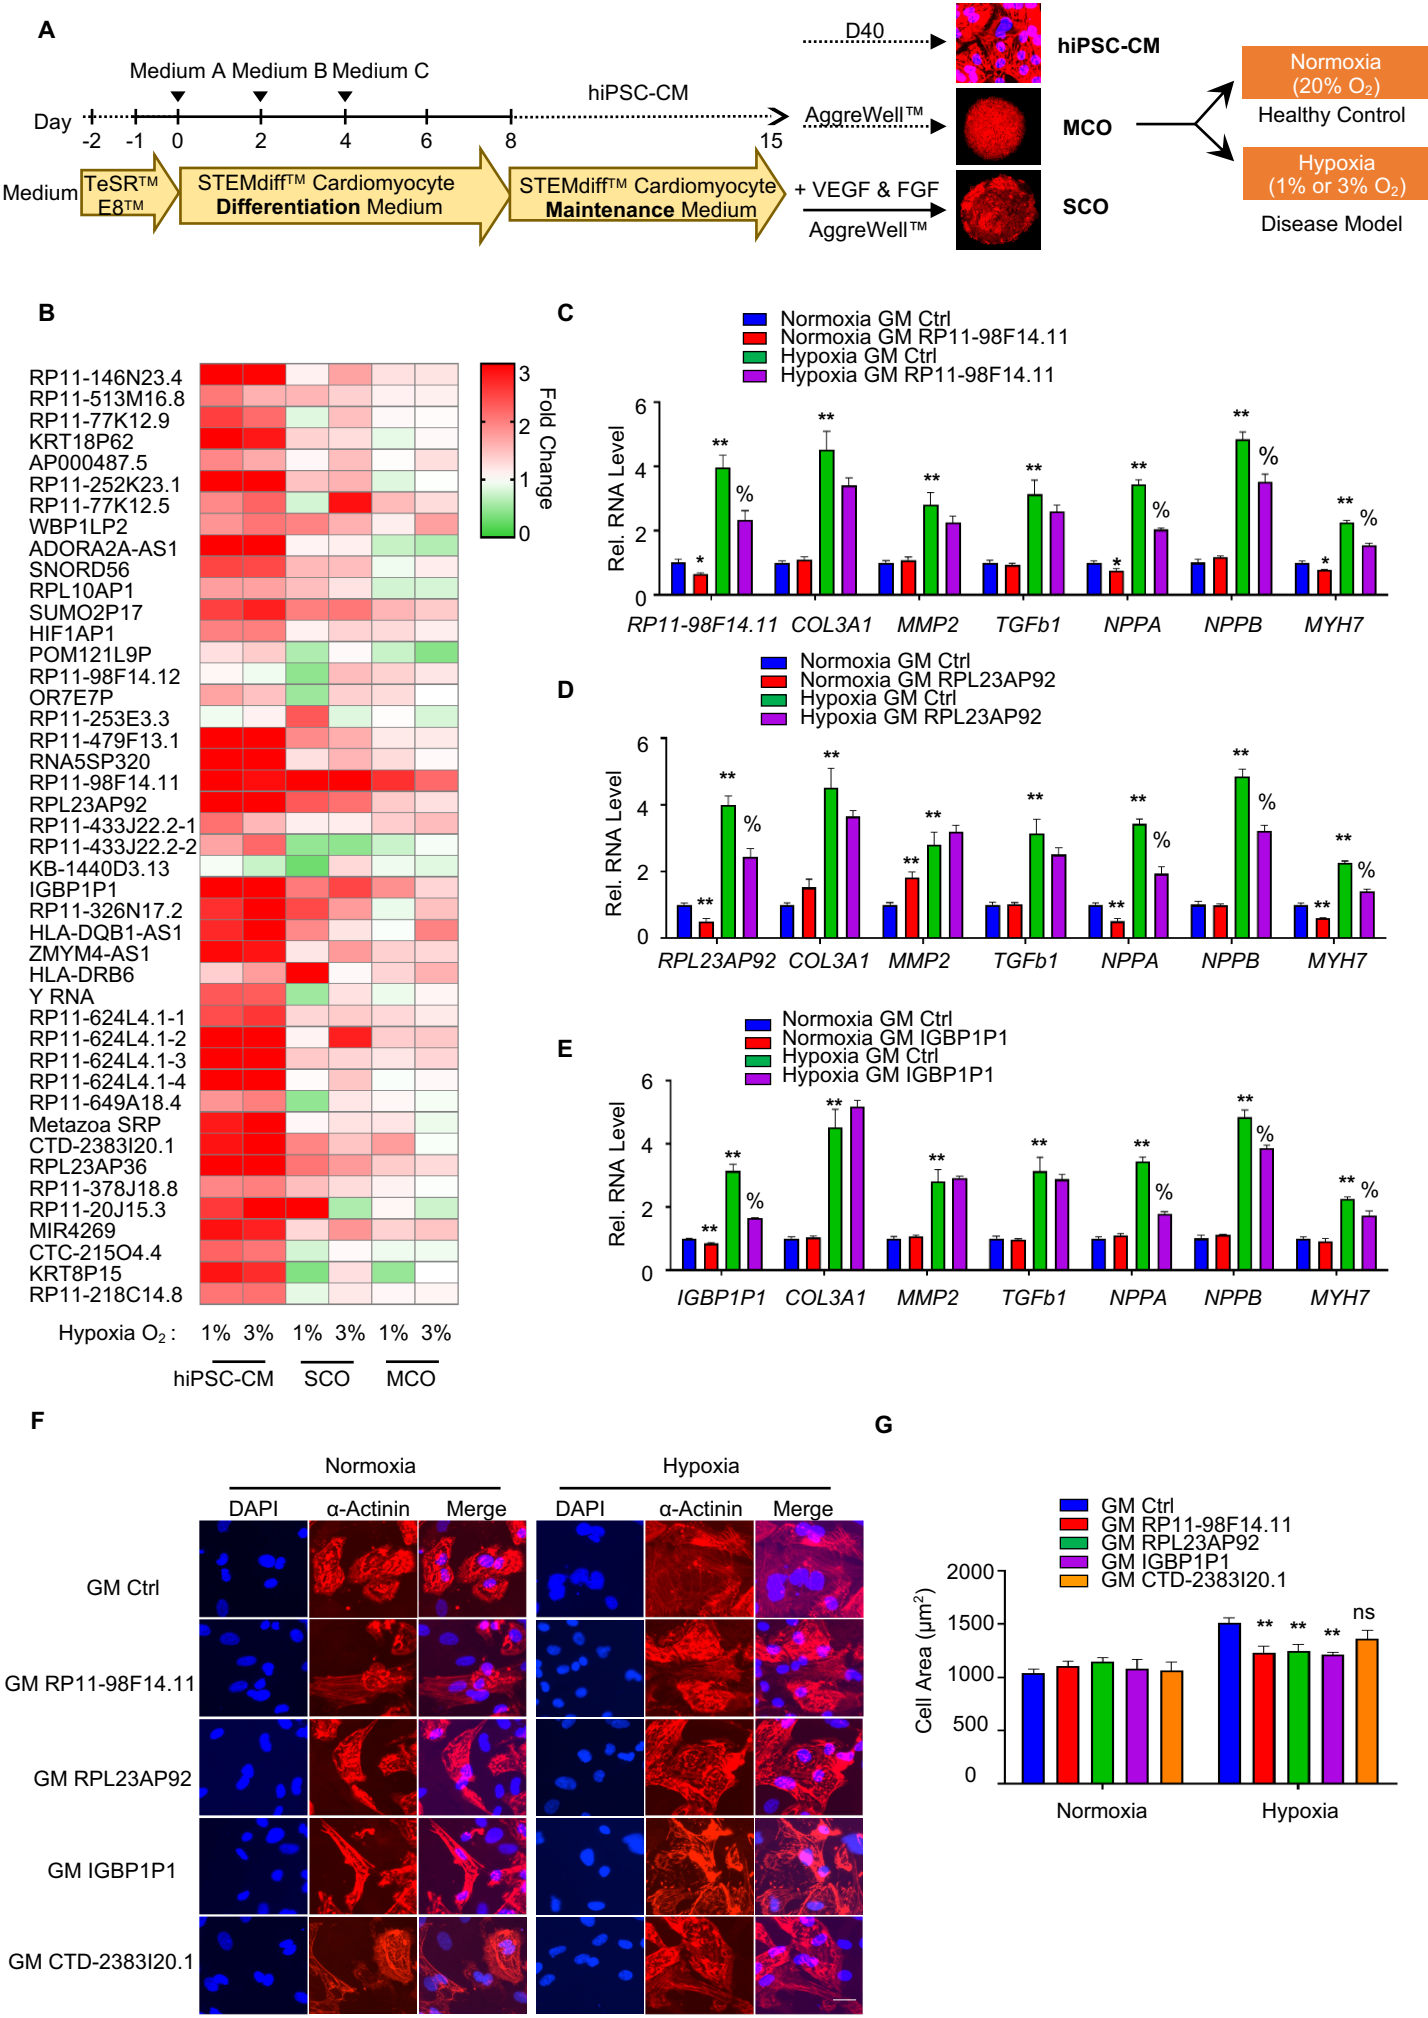 A
Medium A Medium B Medium C
hiPSC-CM
Day
-2 -1 0 2 4 6 8 15
Medium
TeSR™
E8™
STEMdiff™ Cardiomyocyte
Differentiation Medium
STEMdiff™ Cardiomyocyte
Maintenance Medium
D40
AggreWell™
+ VEGF & FGF
AggreWell™
hiPSC-CM
MCO
SCO
Normoxia
(20% O₂)
Healthy Control
Hypoxia
(1% or 3% O₂)
Disease Model
B
RP11-146N23.4
RP11-513M16.8
RP11-77K12.9
KRT18P62
AP000487.5
RP11-252K23.1
RP11-77K12.5
WBP1LP2
ADORA2A-AS1
SNORD56
RPL10AP1
SUMO2P17
HIF1AP1
POM121L9P
RP11-98F14.12
OR7E7P
RP11-253E3.3
RP11-479F13.1
RNA5SP320
RP11-98F14.11
RPL23AP92
RP11-433J22.2-1
RP11-433J22.2-2
KB-1440D3.13
IGBP1P1
RP11-326N17.2
HLA-DQB1-AS1
ZMYM4-AS1
HLA-DRB6
Y RNA
RP11-624L4.1-1
RP11-624L4.1-2
RP11-624L4.1-3
RP11-624L4.1-4
RP11-649A18.4
Metazoa SRP
CTD-2383I20.1
RPL23AP36
RP11-378J18.8
RP11-20J15.3
MIR4269
CTC-215O4.4
KRT8P15
RP11-218C14.8
Hypoxia O₂ : 1% 3% 1% 3% 1% 3%
hiPSC-CM SCO MCO
3
2
1
0
Fold Change
C
Normoxia GM Ctrl
Normoxia GM RP11-98F14.11
Hypoxia GM Ctrl
Hypoxia GM RP11-98F14.11
Rel. RNA Level
6
4
2
0
* ** % ** ** ** * ** % ** % * ** %
RP11-98F14.11 COL3A1 MMP2 TGFb1 NPPA NPPB MYH7
D
Normoxia GM Ctrl
Normoxia GM RPL23AP92
Hypoxia GM Ctrl
Hypoxia GM RPL23AP92
Rel. RNA Level
6
4
2
0
** ** % ** ** ** ** ** ** % ** % ** ** %
RPL23AP92 COL3A1 MMP2 TGFb1 NPPA NPPB MYH7
E
Normoxia GM Ctrl
Normoxia GM IGBP1P1
Hypoxia GM Ctrl
Hypoxia GM IGBP1P1
Rel. RNA Level
6
4
2
0
** ** % ** ** ** ** % ** % ** %
IGBP1P1 COL3A1 MMP2 TGFb1 NPPA NPPB MYH7
F
Normoxia Hypoxia
DAPI α-Actinin Merge DAPI α-Actinin Merge
GM Ctrl
GM RP11-98F14.11
GM RPL23AP92
GM IGBP1P1
GM CTD-2383I20.1
G
GM Ctrl
GM RP11-98F14.11
GM RPL23AP92
GM IGBP1P1
GM CTD-2383I20.1
Cell Area (µm²)
2000
1500
1000
500
0
** ** ** ns
Normoxia Hypoxia